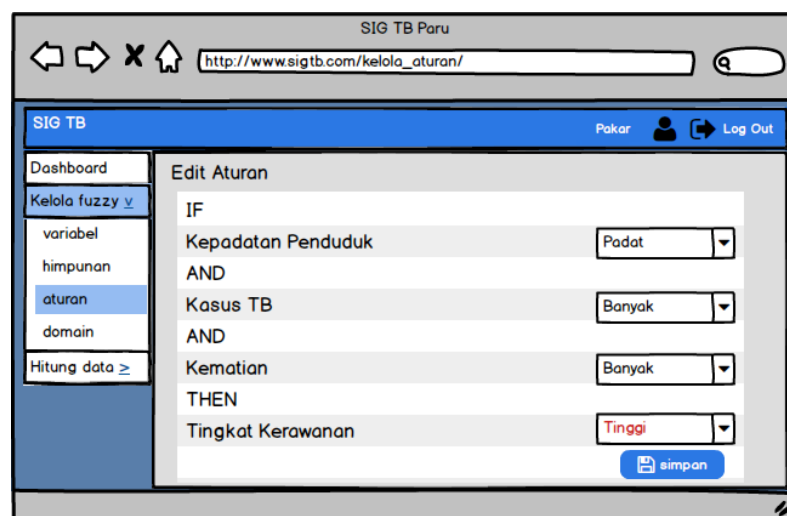 SIG TB Paru
http://www.sigtb.com/kelola_aturan/
SIG TB
Pakar
Log Out
Dashboard
Kelola fuzzy v
variabel
himpunan
aturan
domain
Hitung data >
Edit Aturan
IF
Kepadatan Penduduk Padat
AND
Kasus TB Banyak
AND
Kematian Banyak
THEN
Tingkat Kerawanan Tinggi
simpan